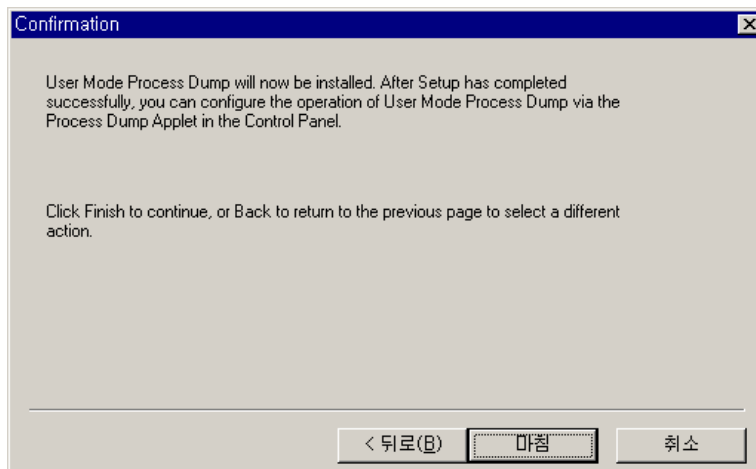 Confirmation
User Mode Process Dump will now be installed. After Setup has completed
successfully, you can configure the operation of User Mode Process Dump via the
Process Dump Applet in the Control Panel.
Click Finish to continue, or Back to return to the previous page to select a different
action.
< 뒤로(B) 마침 취소